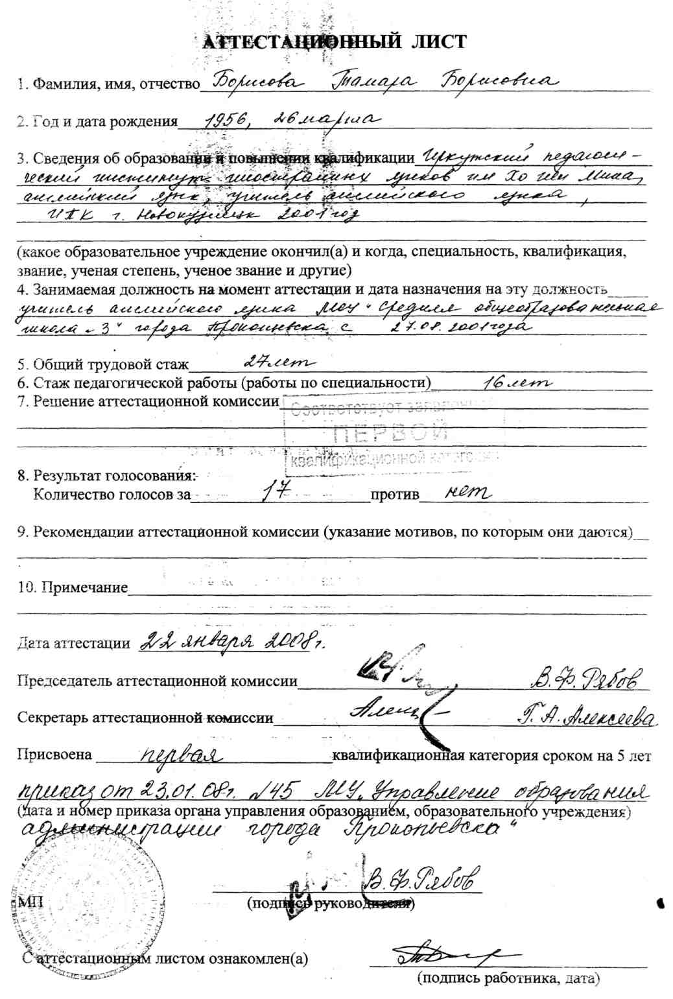 АТТЕСТАЦИОННЫЙ ЛИСТ
1. Фамилия, имя, отчество Борисова Тамара Борисовна
2. Год и дата рождения 1956, 26 марта
3. Сведения об образовании и повышении квалификации Иркутский педагоги-
ческий институт иностранных языков им Хо Ши Мина,
английский язык, учитель английского языка,
ИПК г. Новокузнецк 2001 год
(какое образовательное учреждение окончил(а) и когда, специальность, квалификация,
звание, ученая степень, ученое звание и другие)
4. Занимаемая должность на момент аттестации и дата назначения на эту должность
учитель английского языка МОУ "Средняя общеобразовательная
школа № 3" города Прокопьевска с 27.08.2001 года
5. Общий трудовой стаж 27 лет
6. Стаж педагогической работы (работы по специальности) 16 лет
7. Решение аттестационной комиссии
Соответствует заявленной
ПЕРВОЙ
квалификационной категории
8. Результат голосования:
Количество голосов за 17 против нет
9. Рекомендации аттестационной комиссии (указание мотивов, по которым они даются)
10. Примечание
Дата аттестации 22 января 2008 г.
Председатель аттестационной комиссии В.Ф. Рябов
Секретарь аттестационной комиссии Г.А. Алексеева
Присвоена первая квалификационная категория сроком на 5 лет
приказ от 23.01.08г. №45 МУ "Управление образования
(дата и номер приказа органа управления образованием, образовательного учреждения)
администрации города Прокопьевска"
В.Ф. Рябов
МП (подпись руководителя)
С аттестационным листом ознакомлен(а)
(подпись работника, дата)